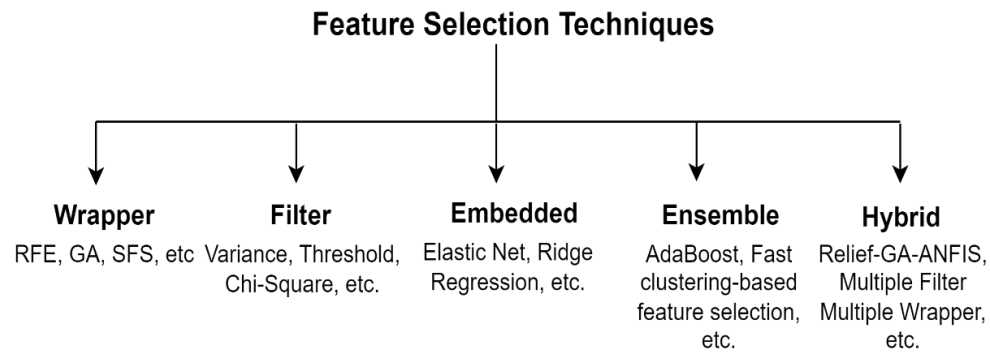 Feature Selection Techniques
Wrapper
RFE, GA, SFS, etc
Filter
Variance, Threshold,
Chi-Square, etc.
Embedded
Elastic Net, Ridge
Regression, etc.
Ensemble
AdaBoost, Fast
clustering-based
feature selection,
etc.
Hybrid
Relief-GA-ANFIS,
Multiple Filter
Multiple Wrapper,
etc.